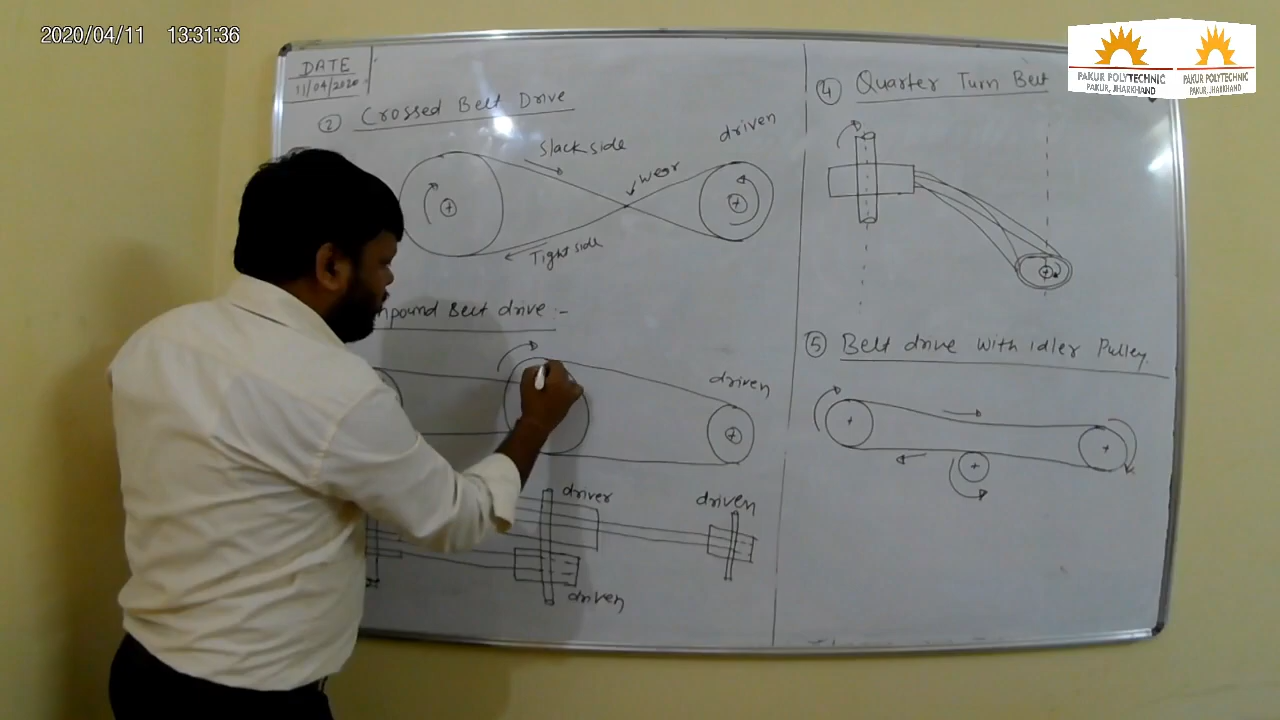 2020/04/11 13:31:36
PAKUR POLYTECHNIC
PAKUR, JHARKHAND
PAKUR POLYTECHNIC
PAKUR, JHARKHAND
DATE
11/04/2020
② Crossed Belt Drive
Slack side
wear
driven
Tight side
mpound Belt drive :-
driven
driver
driven
driven
④ Quarter Turn Belt
⑤ Belt drive with idler Pulley.